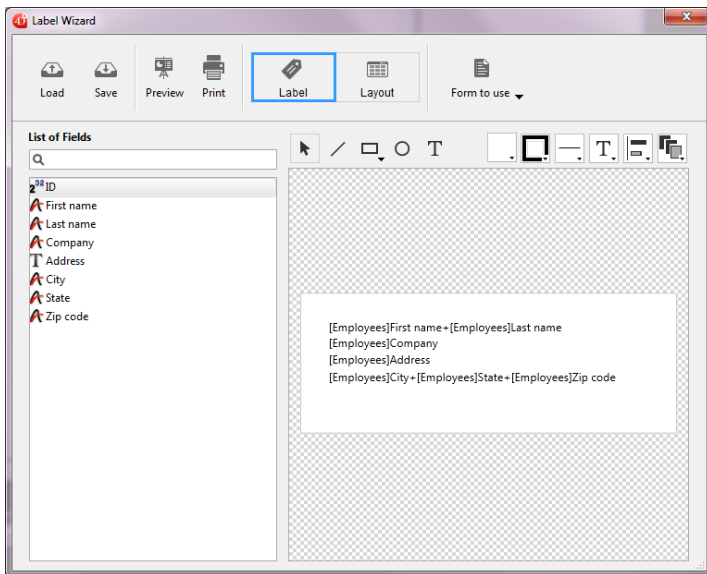 4D Label Wizard
Load Save Preview Print Label Layout Form to use
List of Fields
T T
2³² ID
A First name
A Last name
A Company
T Address
A City
A State
A Zip code
[Employees]First name+[Employees]Last name
[Employees]Company
[Employees]Address
[Employees]City+[Employees]State+[Employees]Zip code